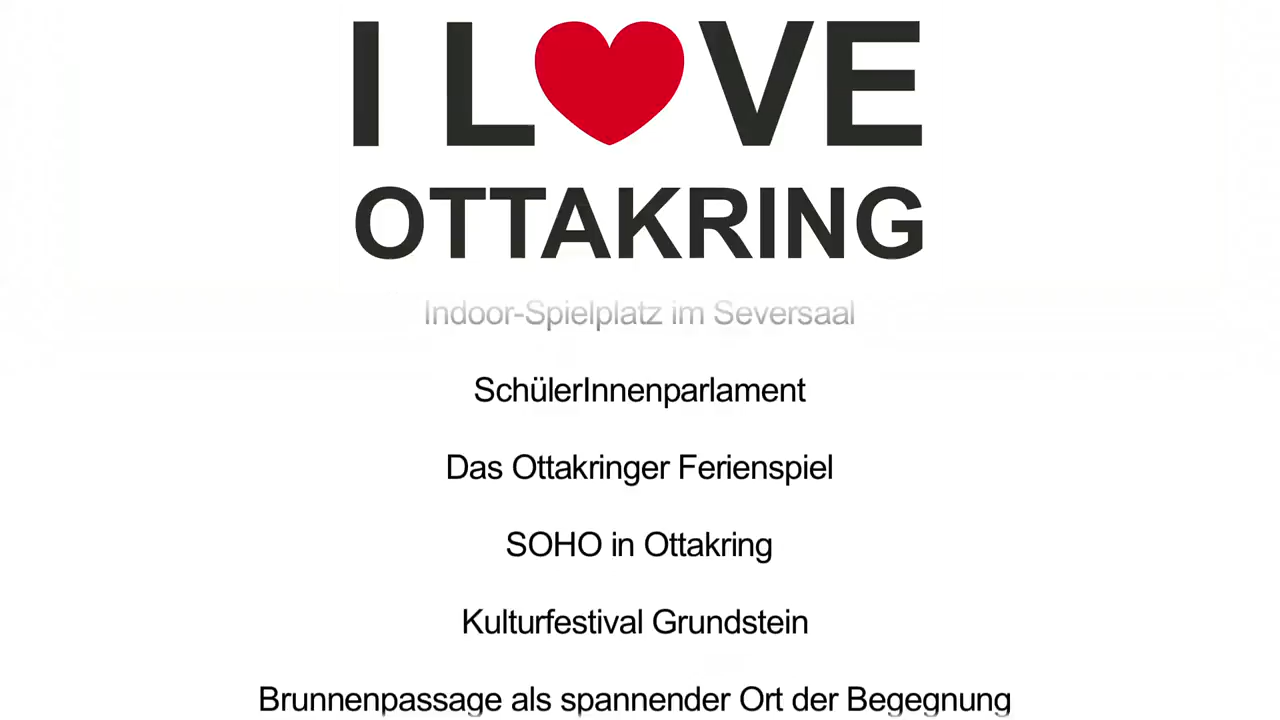 I L❤VE
OTTAKRING
Indoor-Spielplatz im Seversaal
SchülerInnenparlament
Das Ottakringer Ferienspiel
SOHO in Ottakring
Kulturfestival Grundstein
Brunnenpassage als spannender Ort der Begegnung